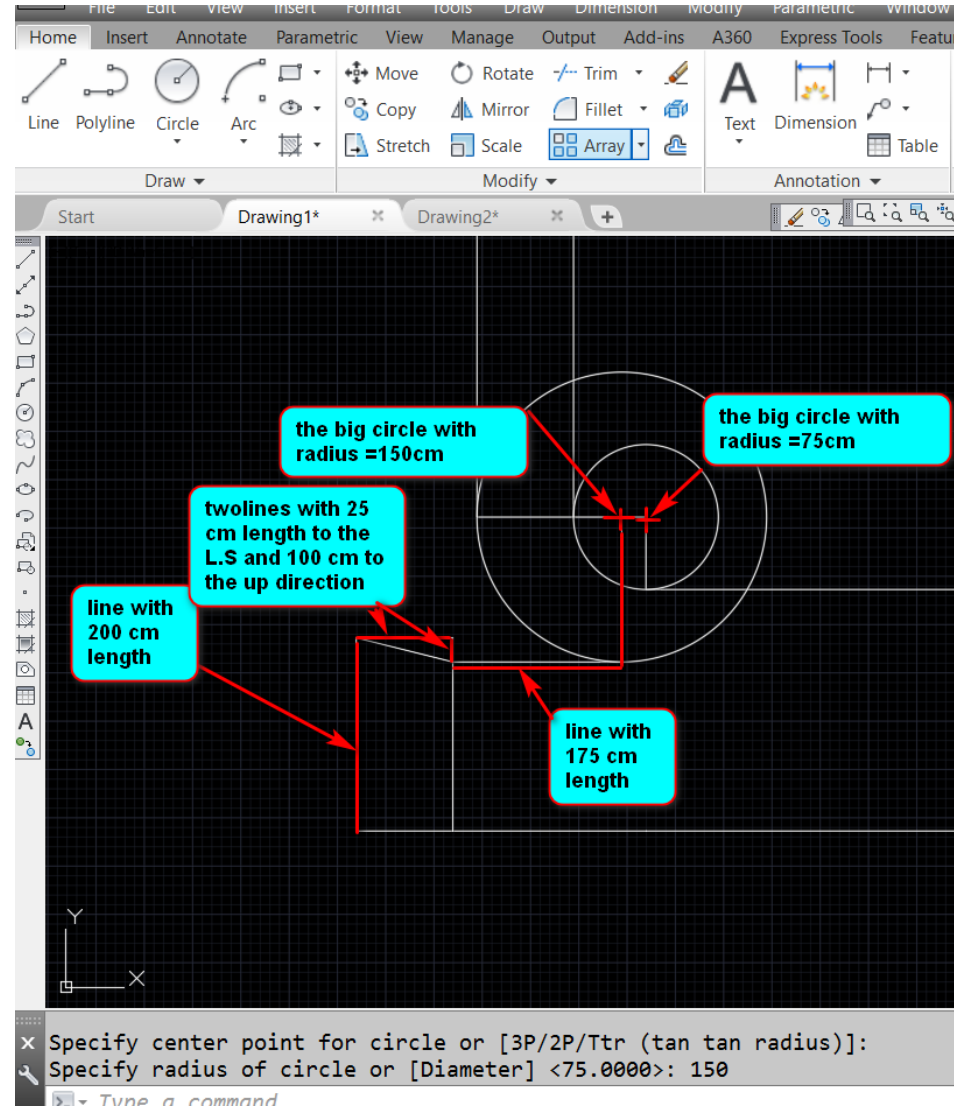 File Edit View Insert Format Tools Draw Dimension Modify Parametric Window
Home Insert Annotate Parametric View Manage Output Add-ins A360 Express Tools
Move Rotate Trim
Copy Mirror Fillet
Line Polyline Circle Arc Text Dimension
Stretch Scale Array Table
Draw Modify Annotation
Start Drawing1* Drawing2*
the big circle with
radius =150cm
the big circle with
radius =75cm
twolines with 25
cm length to the
L.S and 100 cm to
the up direction
line with
200 cm
length
line with
175 cm
length
A
Y
X
Specify center point for circle or [3P/2P/Ttr (tan tan radius)]:
Specify radius of circle or [Diameter] <75.0000>: 150
Type a command